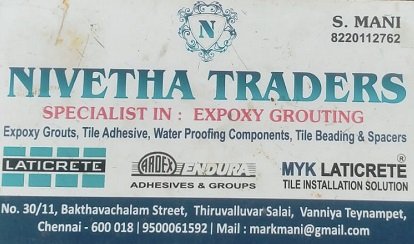 N
S. MANI
8220112762
NIVETHA TRADERS
SPECIALIST IN : EXPOXY GROUTING
Expoxy Grouts, Tile Adhesive, Water Proofing Components, Tile Beading & Spacers
LATICRETE
ARDEX ENDURA
ADHESIVES & GROUPS
MYK LATICRETE
TILE INSTALLATION SOLUTION
No. 30/11, Bakthavachalam Street, Thiruvalluvar Salai, Vanniya Teynampet,
Chennai - 600 018 | 9500061592 | Mail : markmani@gmail.com